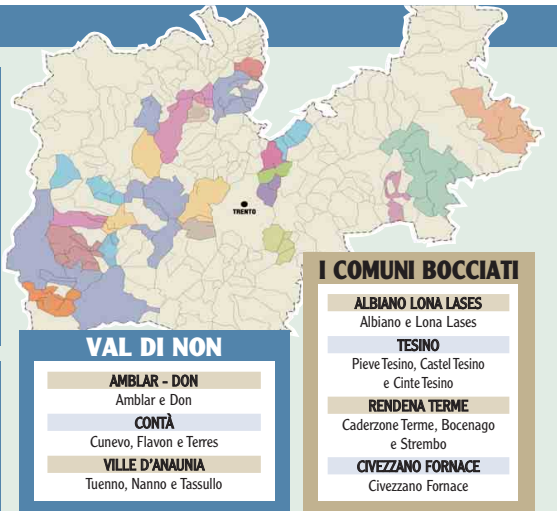 TRENTO
VAL DI NON
AMBLAR - DON
Amblar e Don
CONTÀ
Cunevo, Flavon e Terres
VILLE D'ANAUNIA
Tuenno, Nanno e Tassullo
I COMUNI BOCCIATI
ALBIANO LONA LASES
Albiano e Lona Lases
TESINO
Pieve Tesino, Castel Tesino
e Cinte Tesino
RENDENA TERME
Caderzone Terme, Bocenago
e Strembo
CIVEZZANO FORNACE
Civezzano Fornace